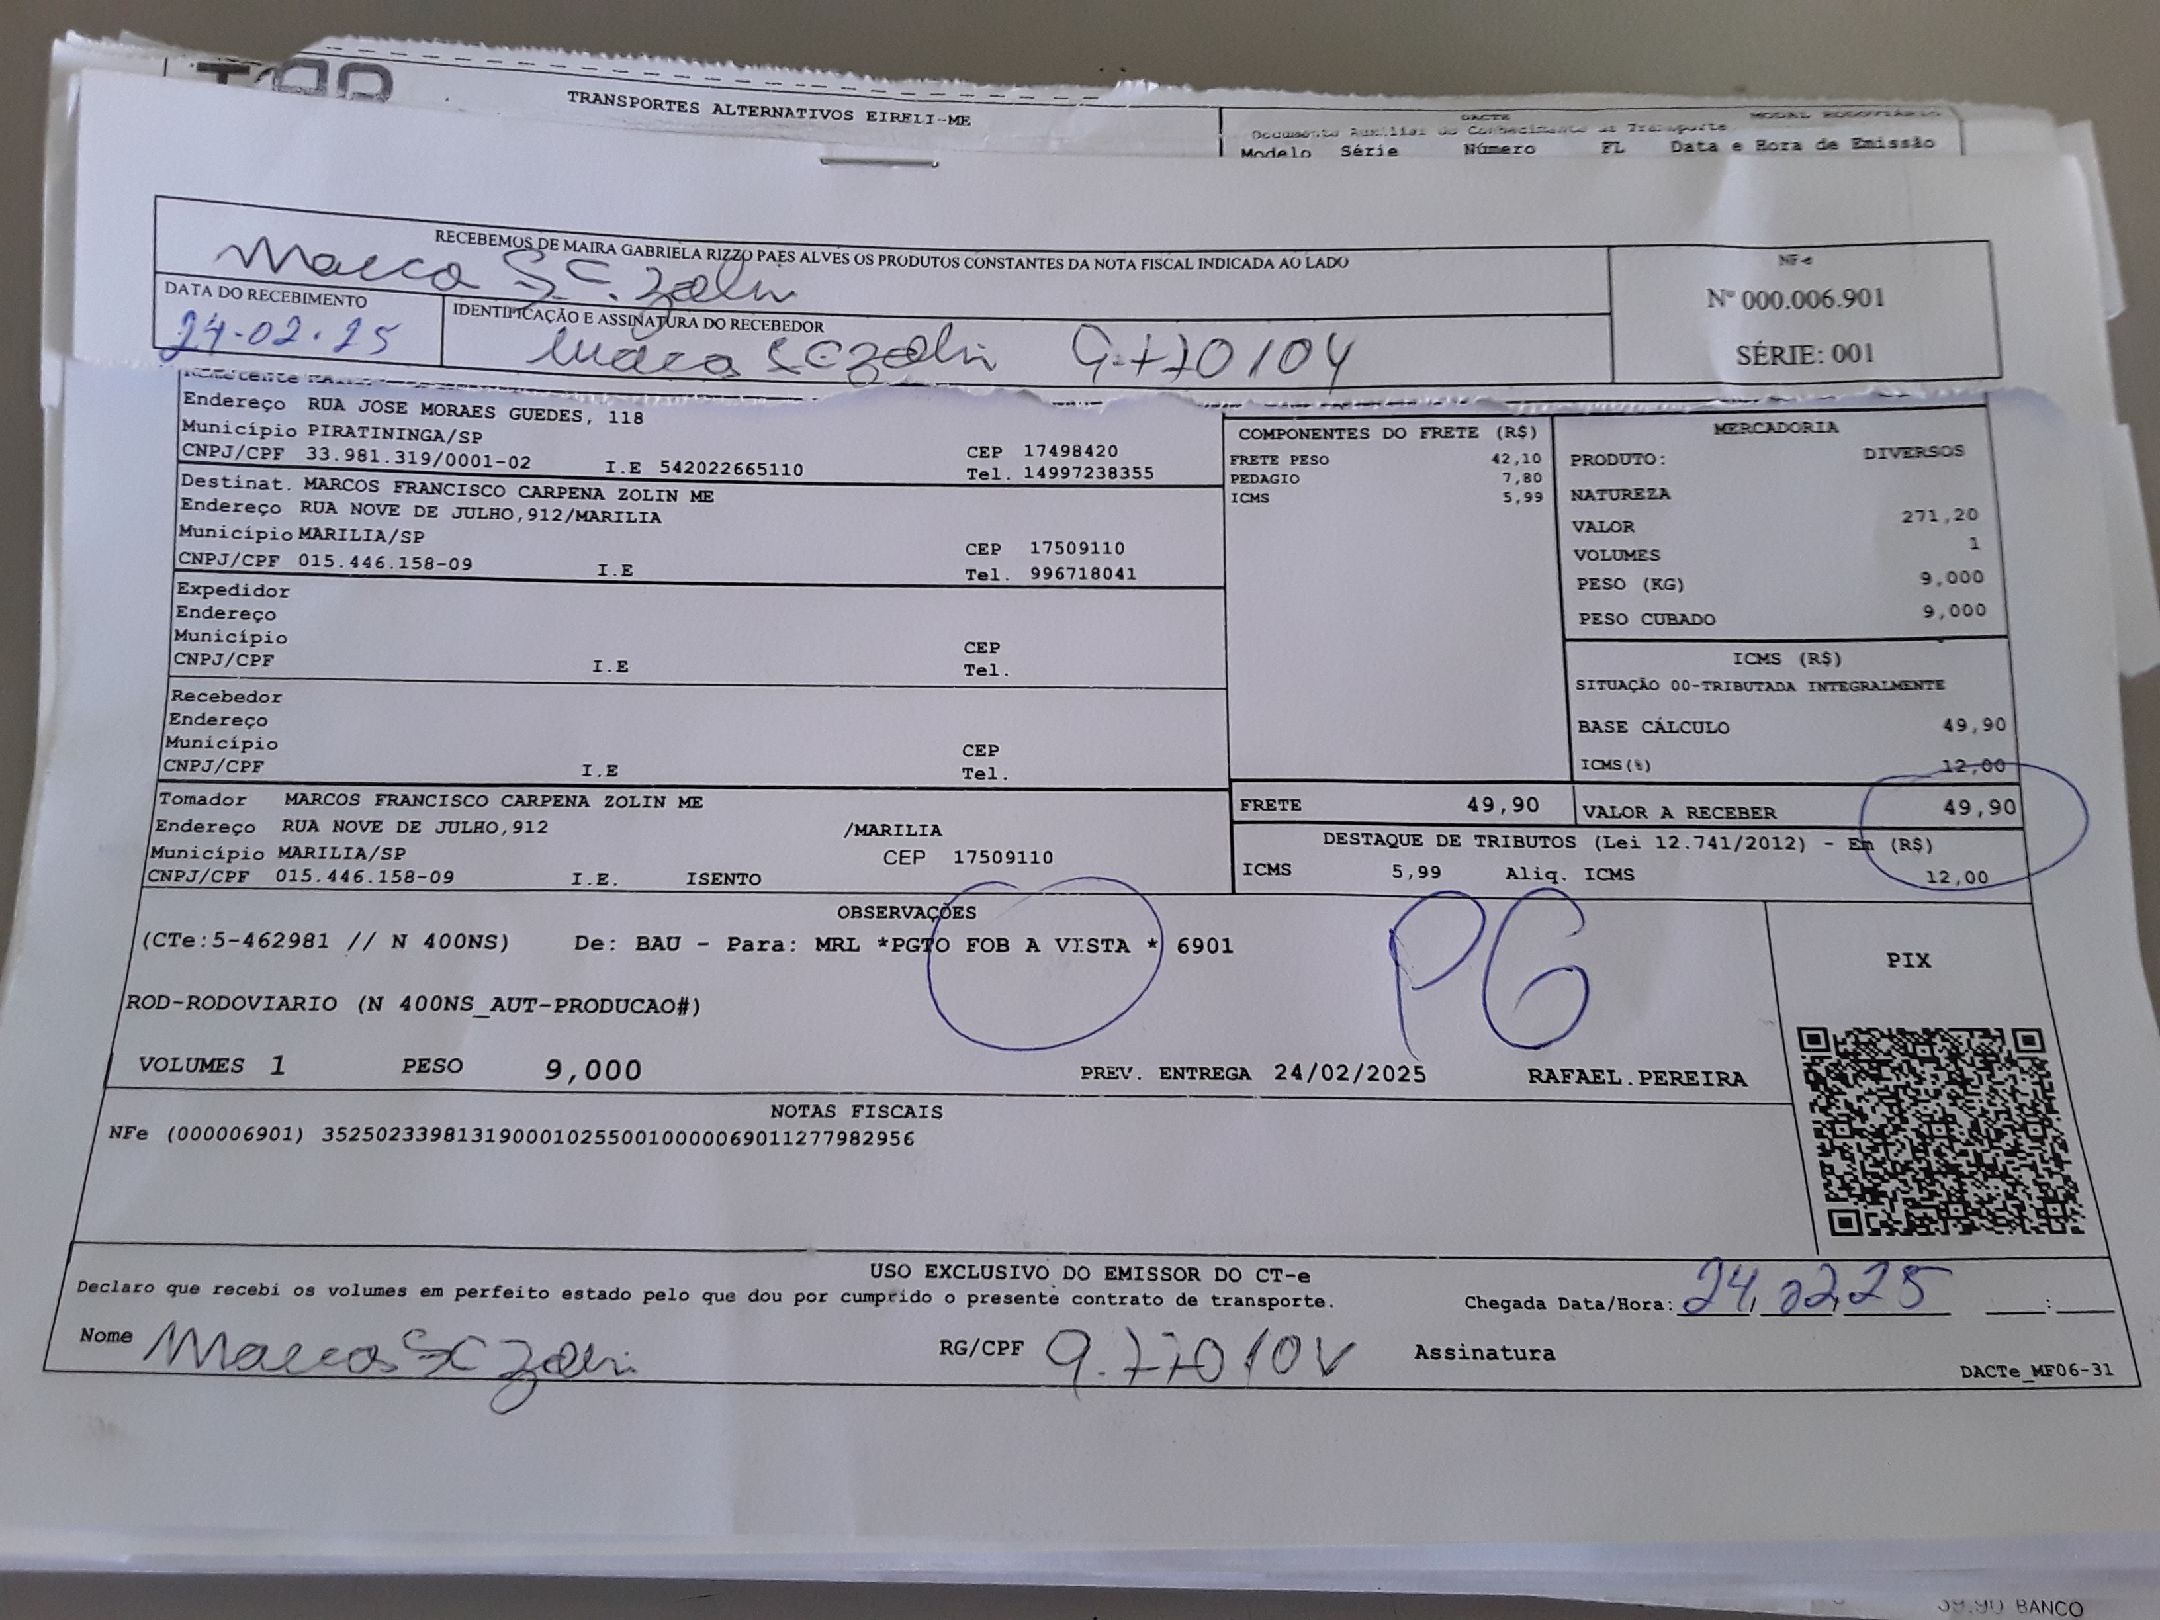 TRANSPORTES ALTERNATIVOS EIRELI-ME
DACTE
MODAL RODOVIÁRIO
Documento Auxiliar do Conhecimento de Transporte
Modelo Série Número FL Data e Hora de Emissão
RECEBEMOS DE MAIRA GABRIELA RIZZO PAES ALVES OS PRODUTOS CONSTANTES DA NOTA FISCAL INDICADA AO LADO
DATA DO RECEBIMENTO
24-02-25
IDENTIFICAÇÃO E ASSINATURA DO RECEBEDOR
NF-e
Nº 000.006.901
SÉRIE: 001
Remetente
Endereço RUA JOSE MORAES GUEDES, 118
Município PIRATININGA/SP CEP 17498420
CNPJ/CPF 33.981.319/0001-02 I.E 542022665110 Tel. 14997238355
Destinat. MARCOS FRANCISCO CARPENA ZOLIN ME
Endereço RUA NOVE DE JULHO,912/MARILIA
Município MARILIA/SP CEP 17509110
CNPJ/CPF 015.446.158-09 I.E Tel. 996718041
Expedidor
Endereço
Município CEP
CNPJ/CPF I.E Tel.
Recebedor
Endereço
Município CEP
CNPJ/CPF I.E Tel.
Tomador MARCOS FRANCISCO CARPENA ZOLIN ME
Endereço RUA NOVE DE JULHO,912 /MARILIA
Município MARILIA/SP CEP 17509110
CNPJ/CPF 015.446.158-09 I.E. ISENTO
COMPONENTES DO FRETE (R$)
FRETE PESO 42,10
PEDAGIO 7,80
ICMS 5,99
MERCADORIA
PRODUTO: DIVERSOS
NATUREZA
VALOR 271,20
VOLUMES 1
PESO (KG) 9,000
PESO CUBADO 9,000
ICMS (R$)
SITUAÇÃO 00-TRIBUTADA INTEGRALMENTE
BASE CÁLCULO 49,90
ICMS(%) 12,00
FRETE 49,90 VALOR A RECEBER 49,90
DESTAQUE DE TRIBUTOS (Lei 12.741/2012) - Em (R$)
ICMS 5,99 Aliq. ICMS 12,00
OBSERVAÇÕES
(CTe:5-462981 // N 400NS) De: BAU - Para: MRL *PGTO FOB A VISTA * 6901
PG
ROD-RODOVIARIO (N 400NS_AUT-PRODUCAO#)
VOLUMES 1 PESO 9,000 PREV. ENTREGA 24/02/2025 RAFAEL.PEREIRA
PIX
NOTAS FISCAIS
NFe (000006901) 35250233981319000102550010000069011277982956
USO EXCLUSIVO DO EMISSOR DO CT-e
Declaro que recebi os volumes em perfeito estado pelo que dou por cumprido o presente contrato de transporte.
Chegada Data/Hora: 24,02,25 :
Nome RG/CPF Assinatura
DACTe_MF06-31
BANCO